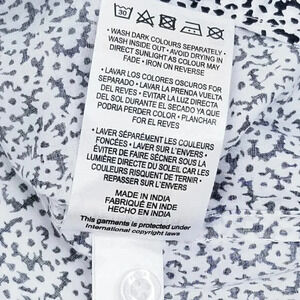 30
• WASH DARK COLOURS SEPARATELY •
WASH INSIDE OUT • AVOID DRYING IN
DIRECT SUNLIGHT AS COLOUR MAY
FADE • IRON ON REVERSE
• LAVAR LOS COLORES OSCUROS POR
SEPARADO • LAVAR LA PRENDA VUELTA
DEL REVES • EVITAR LA LUZ DIRECTA
DEL SOL DURANTE EL SECADO YA QUE
PODRIA PERDER COLOR • PLANCHAR
POR EL REVES
• LAVER SÉPARÉMENT LES COULEURS
FONCÉES • LAVER SUR L'ENVERS •
ÉVITER DE FAIRE SÉCHER SOUS LA
LUMIÈRE DIRECTE DU SOLEIL CAR LES
COULEURS RISQUENT DE TERNIR •
REPASSER SUR L'ENVERS
MADE IN INDIA
FABRIQUÉ EN INDE
HECHO EN INDIA
This garments is protected under
International copyright laws